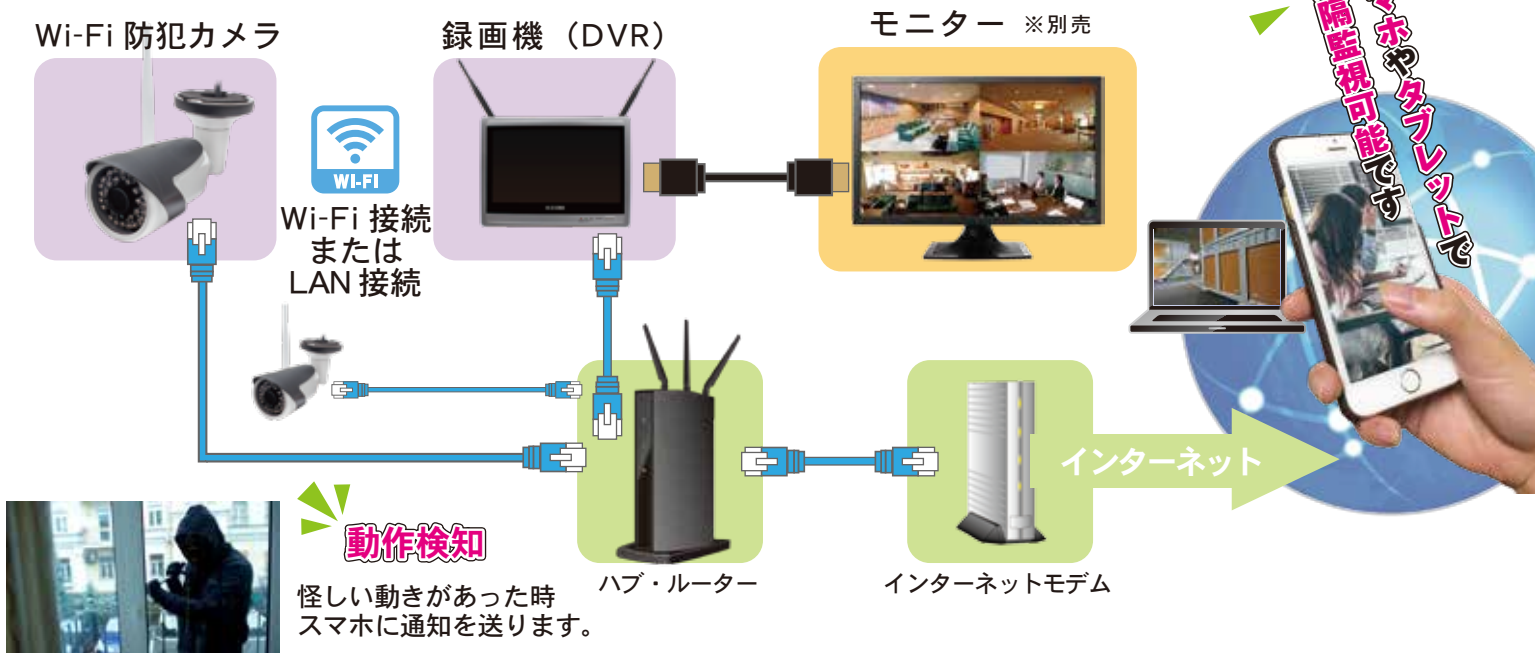 Wi-Fi 防犯カメラ
録画機（DVR）
モニター ※別売
ホやタブレットで
隔監視可能です
WI-FI
Wi-Fi 接続
または
LAN 接続
インターネット
動作検知
怪しい動きがあった時
スマホに通知を送ります。
ハブ・ルーター
インターネットモデム